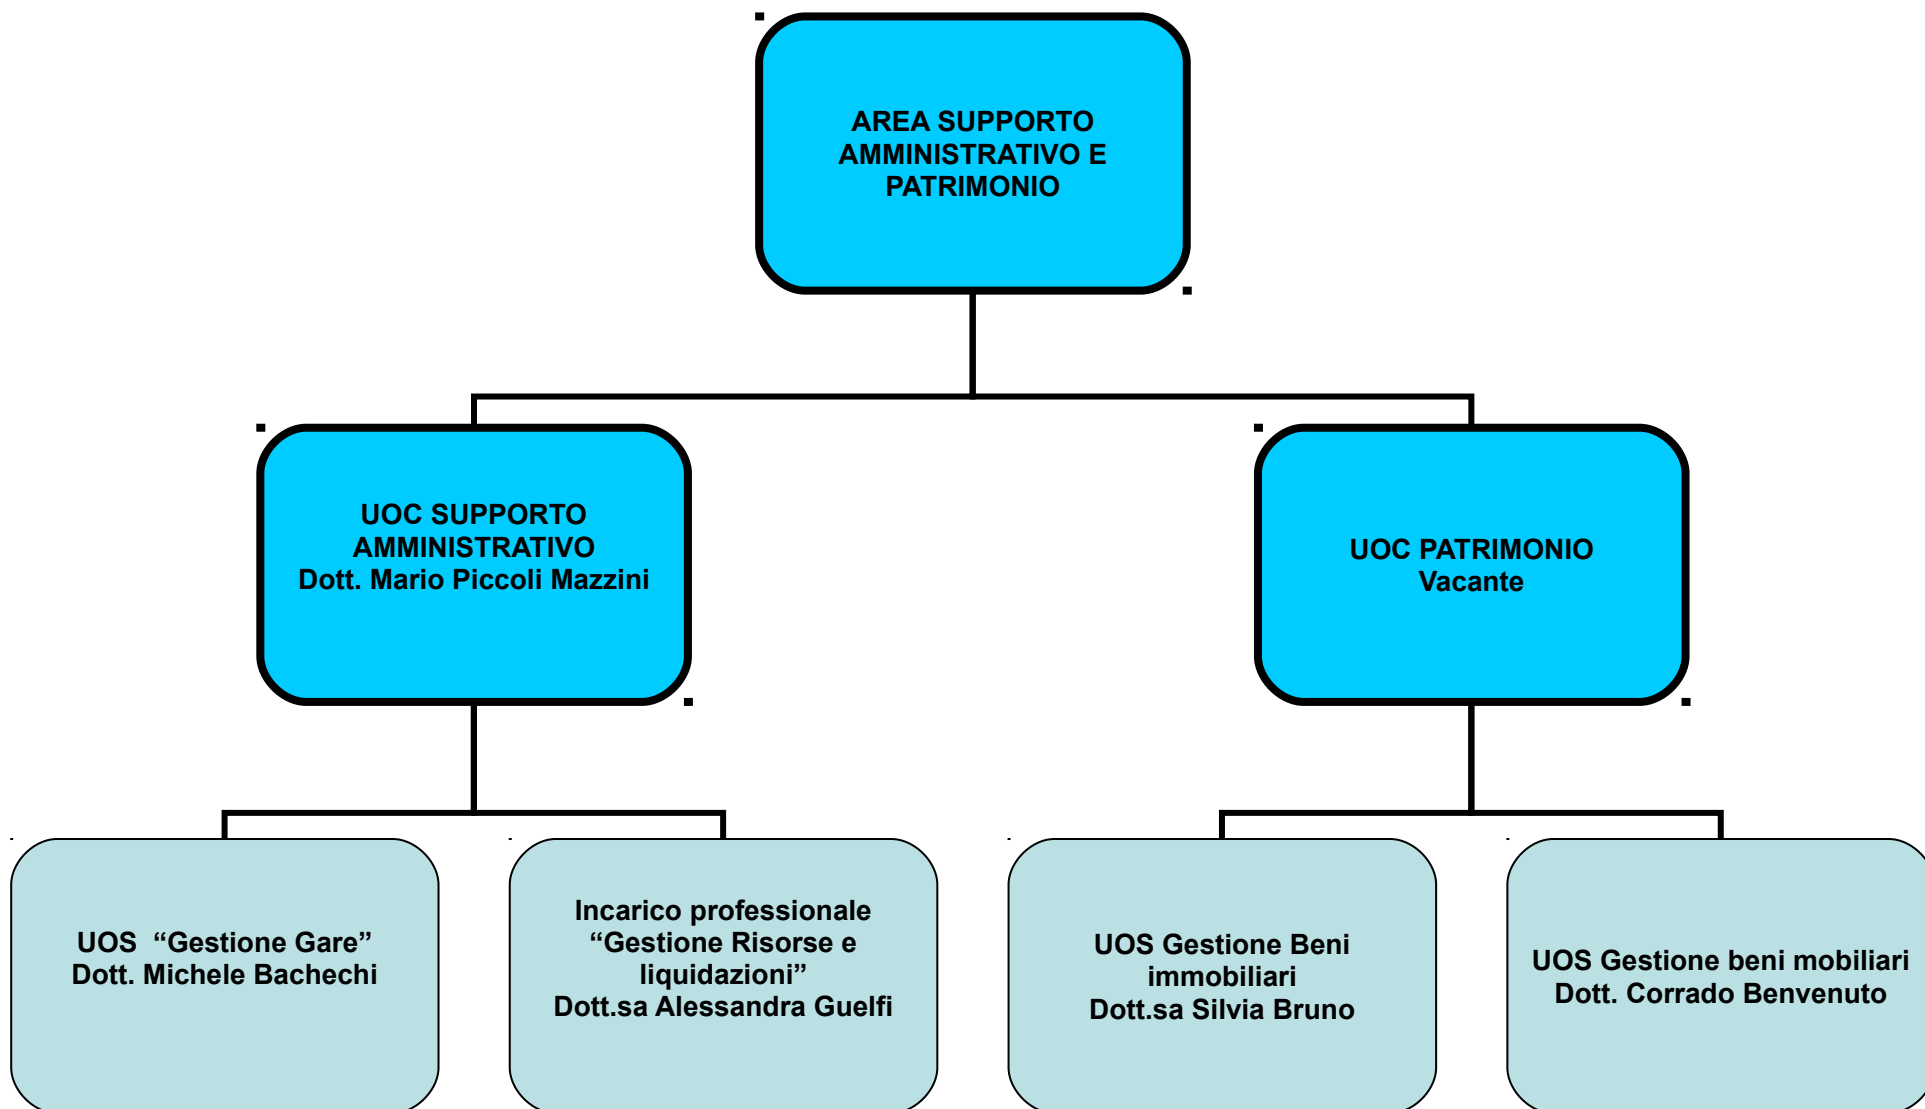 AREA SUPPORTO
AMMINISTRATIVO E
PATRIMONIO
UOC SUPPORTO
AMMINISTRATIVO
Dott. Mario Piccoli Mazzini
UOC PATRIMONIO
Vacante
UOS  “Gestione Gare”
Dott. Michele Bachechi
Incarico professionale
“Gestione Risorse e
liquidazioni”
Dott.sa Alessandra Guelfi
UOS Gestione Beni
immobiliari
Dott.sa Silvia Bruno
UOS Gestione beni mobiliari
Dott. Corrado Benvenuto